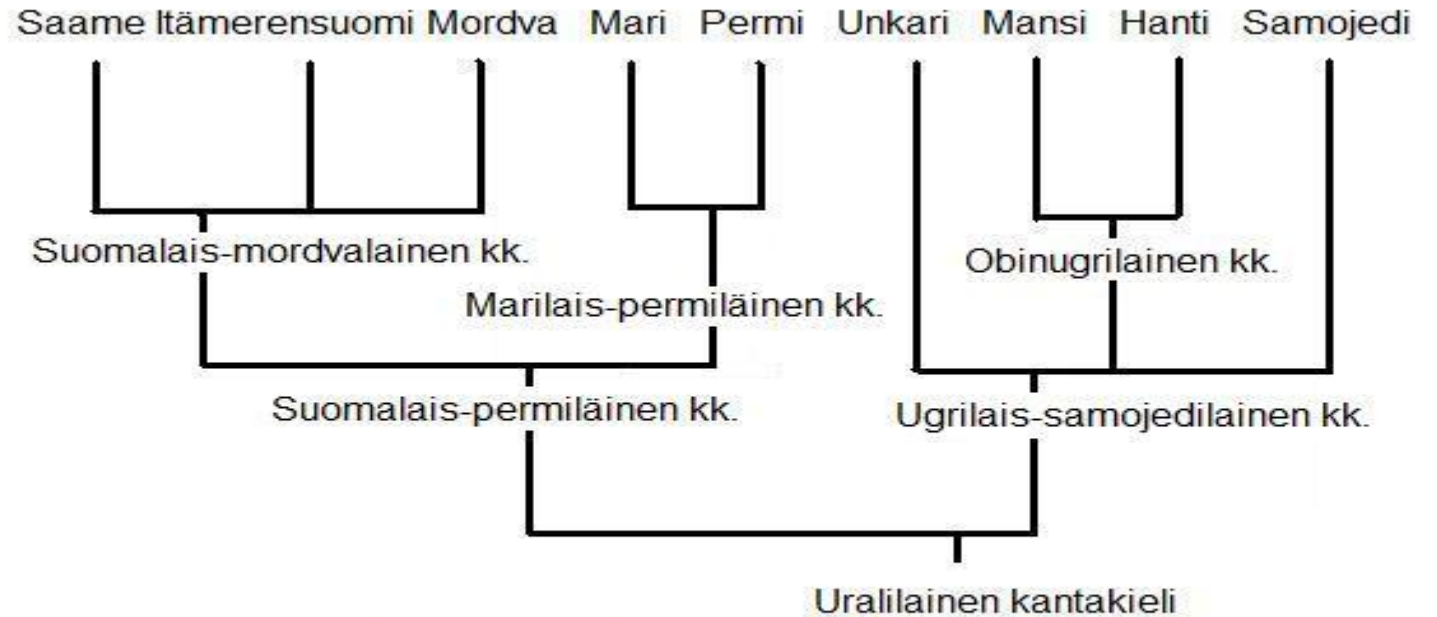 Saame Itämerensuomi Mordva Mari Permi Unkari Mansi Hanti Samojedi
Suomalais-mordvalainen kk.
Obinugrilainen kk.
Marilais-permiläinen kk.
Suomalais-permiläinen kk.
Ugrilais-samojedilainen kk.
Uralilainen kantakieli